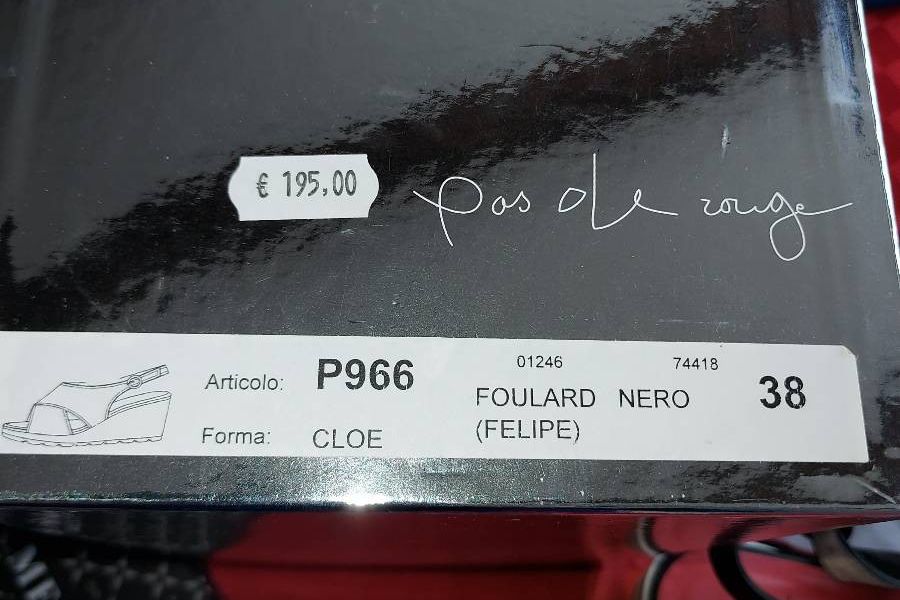 € 195,00
pas de rouge
Articolo: P966
Forma: CLOE
01246 74418
FOULARD NERO
(FELIPE)
38